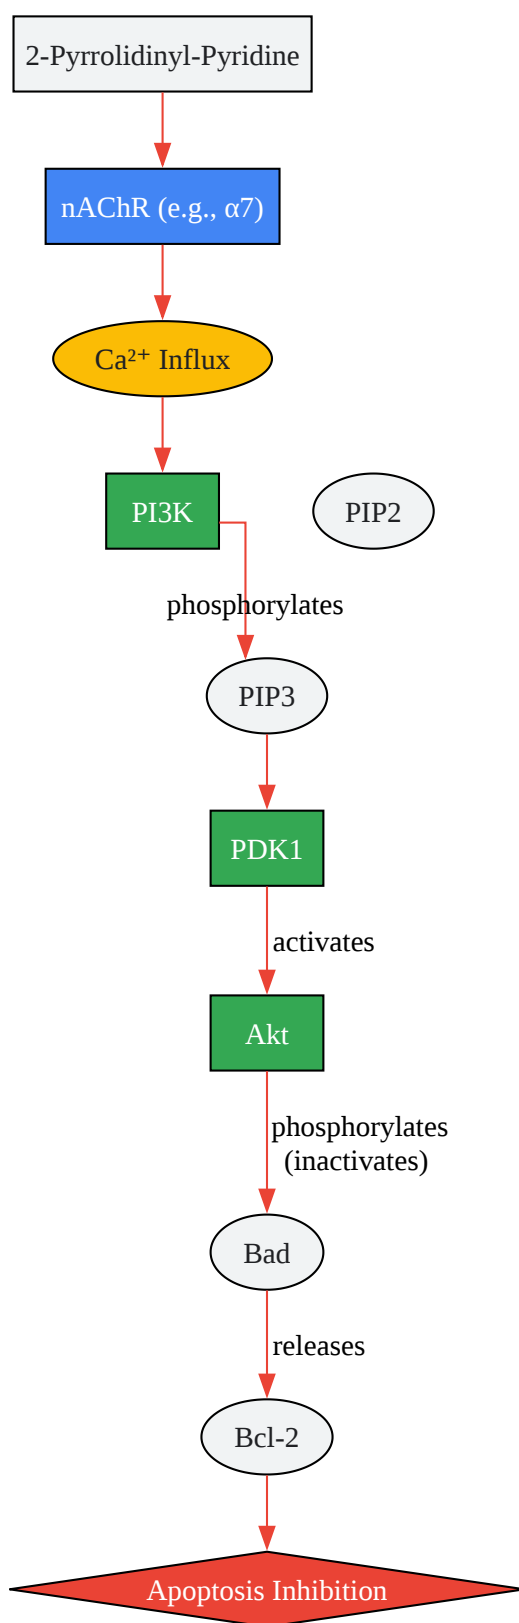 2-Pyrrolidinyl-Pyridine
nAChR (e.g., α7)
Ca²⁺ Influx
PI3K
PIP2
phosphorylates
PIP3
PDK1
activates
Akt
phosphorylates
(inactivates)
Bad
releases
Bcl-2
Apoptosis Inhibition